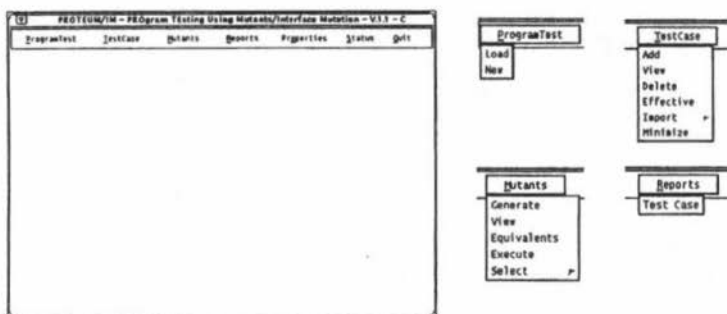 PROTEUM/IM - PROgram TEsting Using Mutants/Interface Mutation - V.1.1 - C
ProgramTest TestCase Mutants Reports Properties Status Quit
ProgramTest
Load
New
TestCase
Add
View
Delete
Effective
Import
Minimize
Mutants
Generate
View
Equivalents
Execute
Select
Reports
Test Case